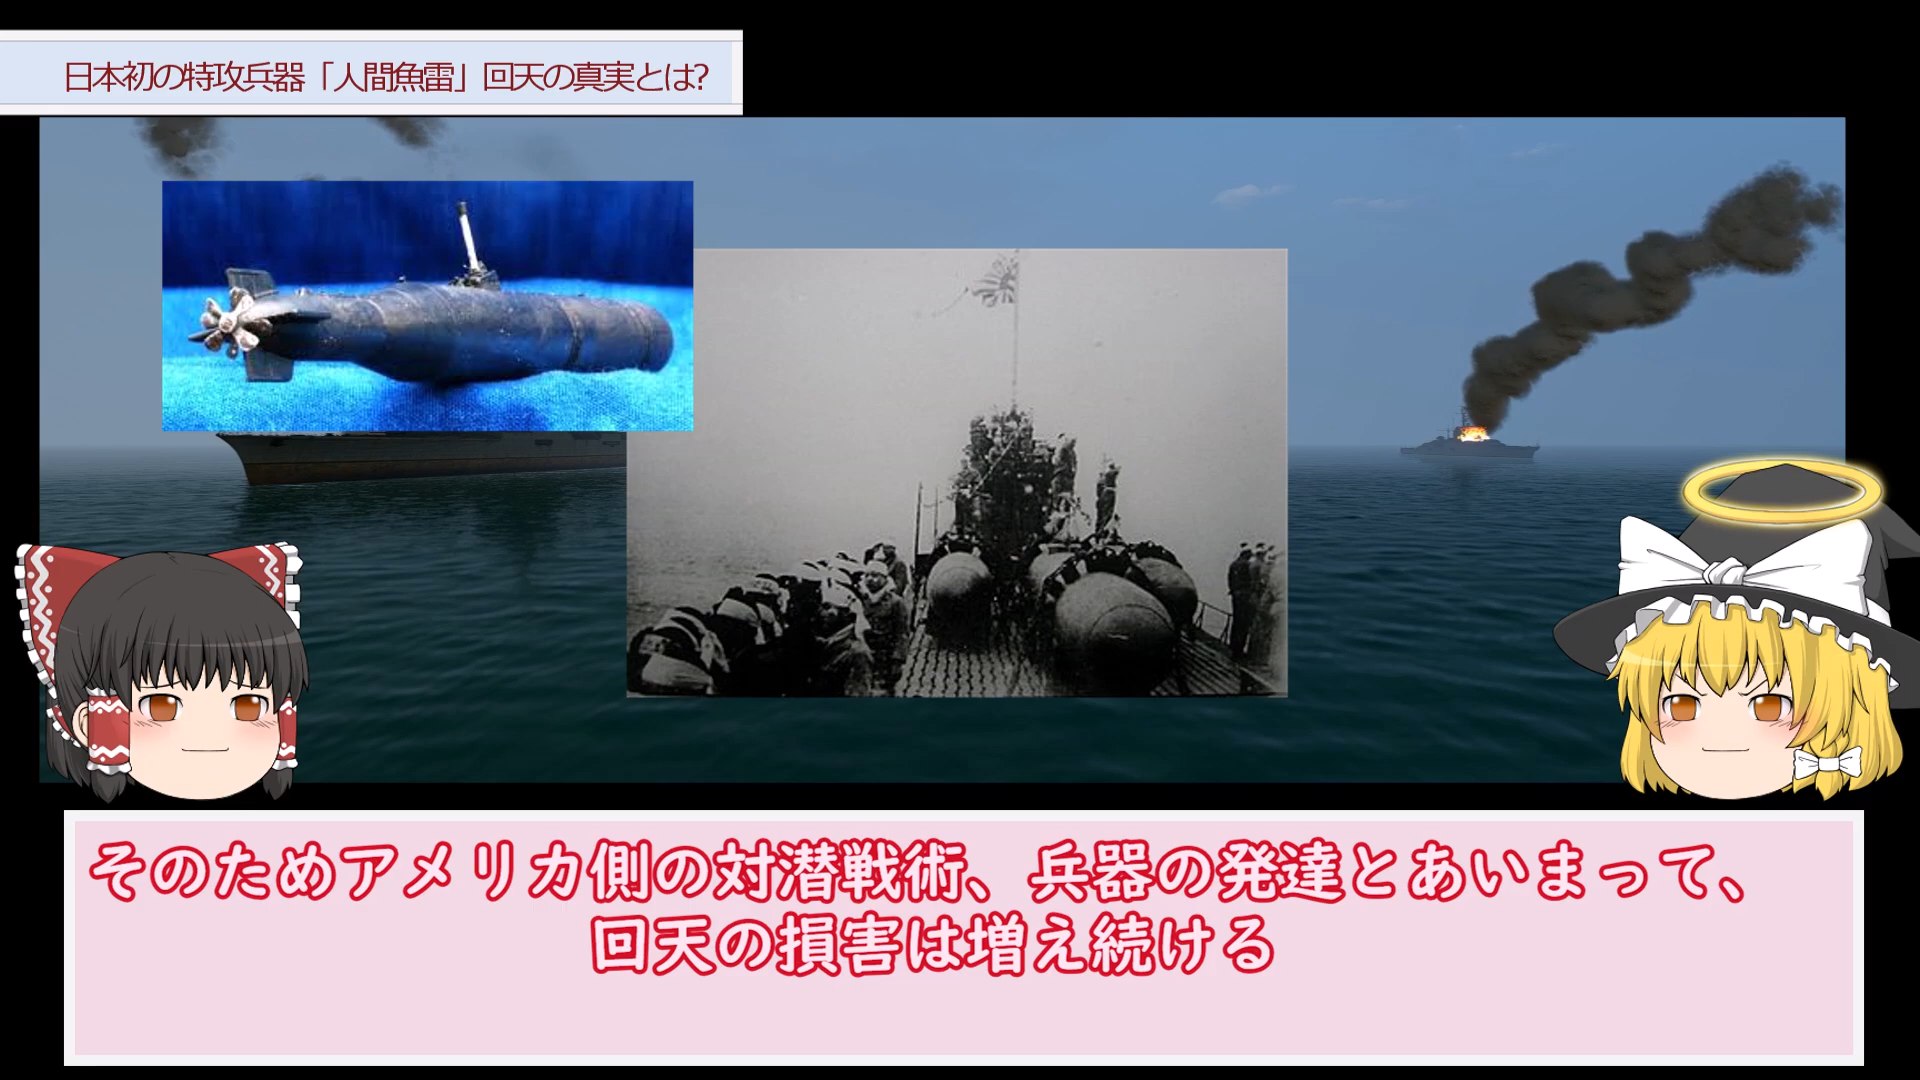 日本初の特攻兵器「人間魚雷」回天の真実とは?
そのためアメリカ側の対潜戦術、兵器の発達とあいまって、
回天の損害は増え続ける